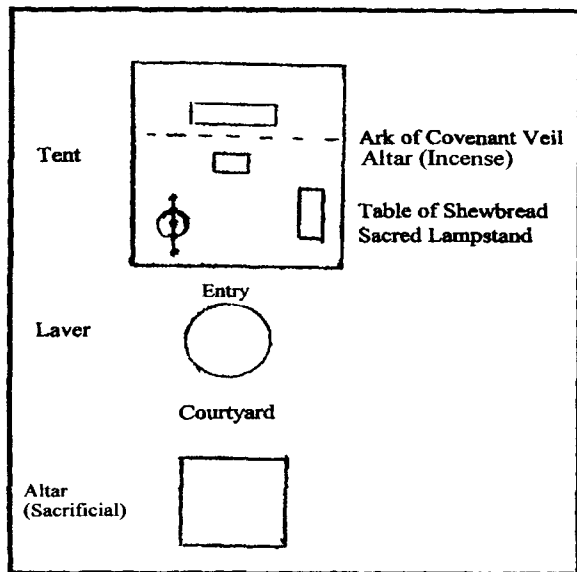 Tent
Ark of Covenant Veil
Altar (Incense)
Table of Shewbread
Sacred Lampstand
Entry
Laver
Courtyard
Altar
(Sacrificial)